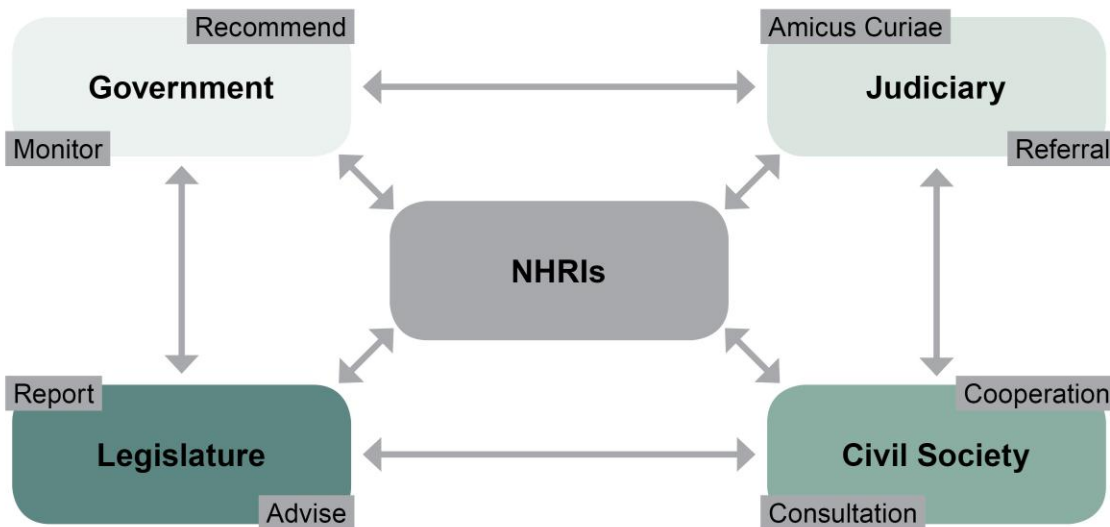 Recommend
Government
Monitor
Amicus Curiae
Judiciary
Referral
NHRIs
Report
Legislature
Advise
Cooperation
Civil Society
Consultation